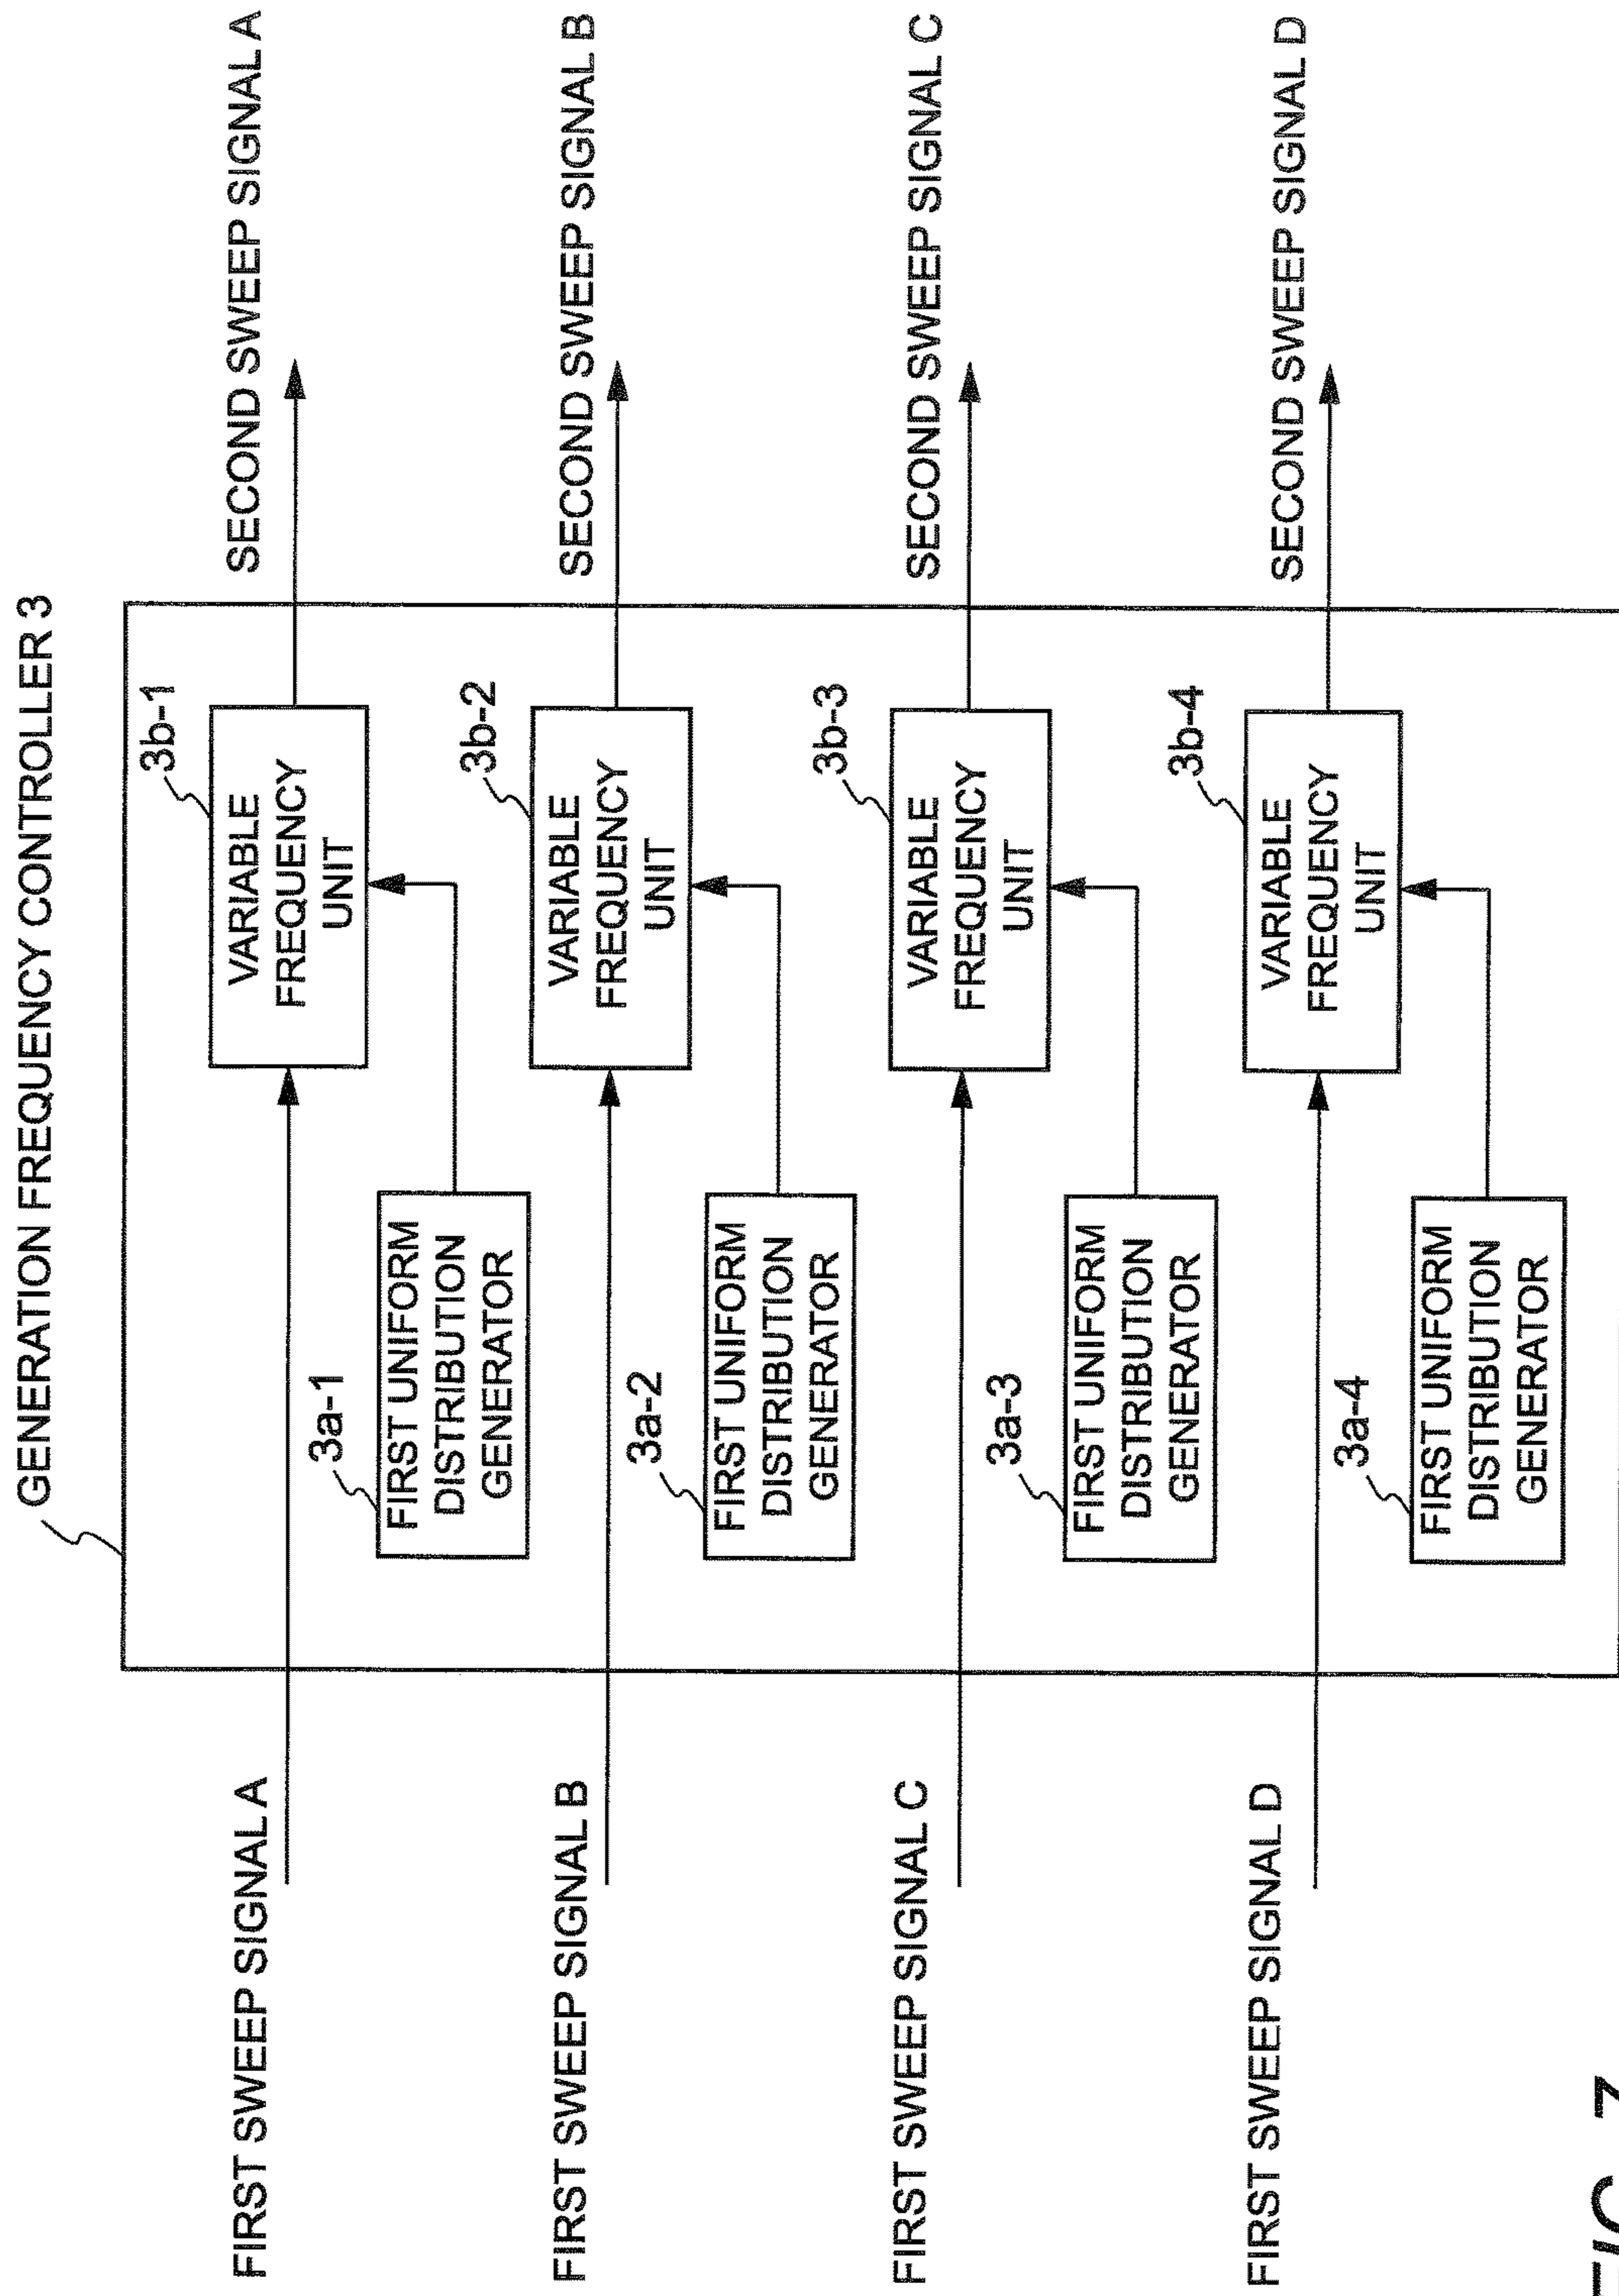 GENERATION FREQUENCY CONTROLLER 3
FIRST SWEEP SIGNAL A
3b-1
VARIABLE
FREQUENCY
UNIT
SECOND SWEEP SIGNAL A
3a-1
FIRST UNIFORM
DISTRIBUTION
GENERATOR
FIRST SWEEP SIGNAL B
3b-2
VARIABLE
FREQUENCY
UNIT
SECOND SWEEP SIGNAL B
3a-2
FIRST UNIFORM
DISTRIBUTION
GENERATOR
FIRST SWEEP SIGNAL C
3b-3
VARIABLE
FREQUENCY
UNIT
SECOND SWEEP SIGNAL C
3a-3
FIRST UNIFORM
DISTRIBUTION
GENERATOR
FIRST SWEEP SIGNAL D
3b-4
VARIABLE
FREQUENCY
UNIT
SECOND SWEEP SIGNAL D
3a-4
FIRST UNIFORM
DISTRIBUTION
GENERATOR